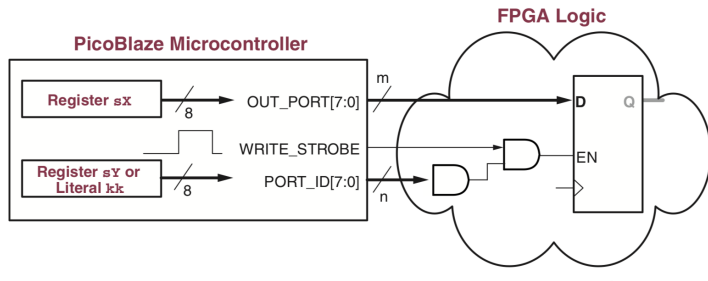 FPGA Logic
PicoBlaze Microcontroller
m
Register sX
8
OUT_PORT[7:0]
D
Q
WRITE_STROBE
EN
Register sY or
Literal kk
8
PORT_ID[7:0]
n